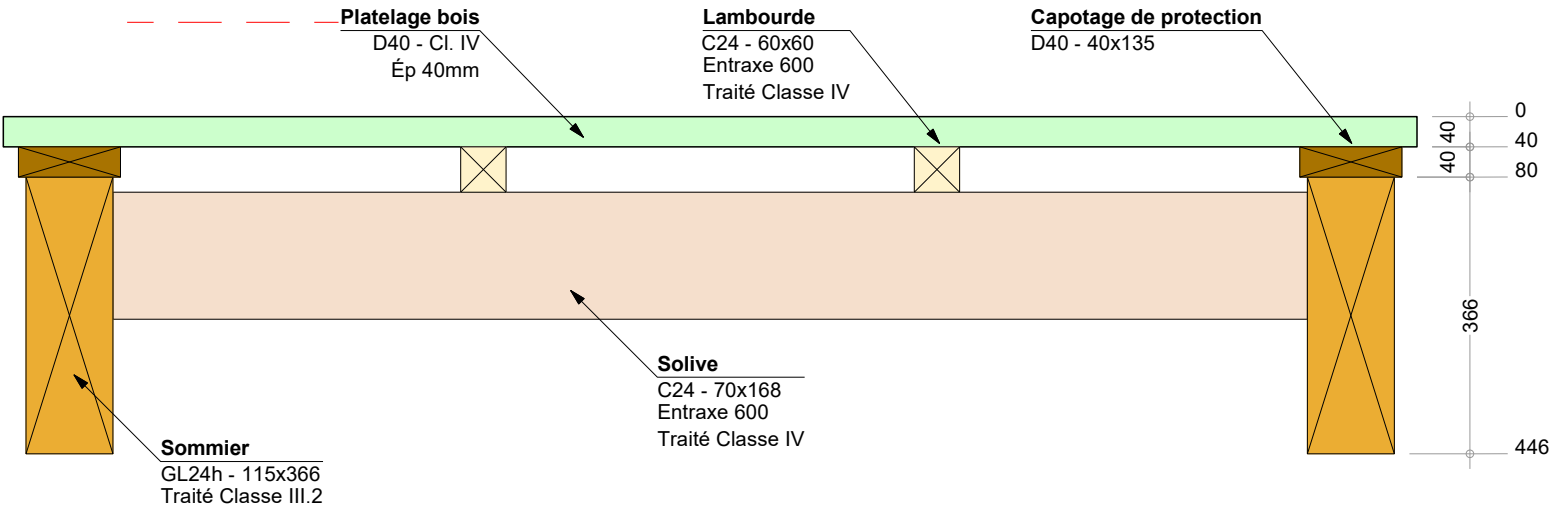 Platelage bois
D40 - Cl. IV
Ép 40mm
Lambourde
C24 - 60x60
Entraxe 600
Traité Classe IV
Capotage de protection
D40 - 40x135
0
40
40
40
80
40
366
446
Solive
C24 - 70x168
Entraxe 600
Traité Classe IV
Sommier
GL24h - 115x366
Traité Classe III.2